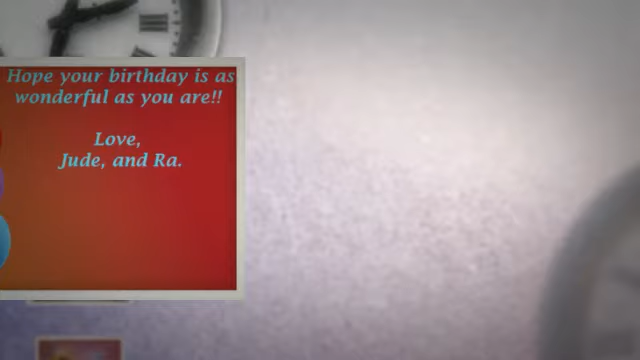 Hope your birthday is as
wonderful as you are!!
Love,
Jude, and Ra.